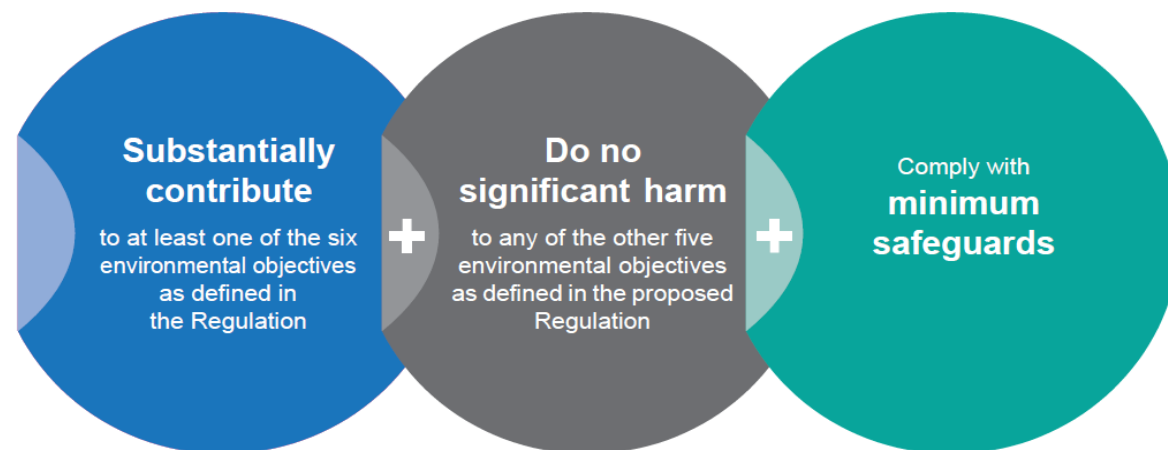 Substantially
contribute
to at least one of the six
environmental objectives
as defined in
the Regulation
+
Do no
significant harm
to any of the other five
environmental objectives
as defined in the proposed
Regulation
+
Comply with
minimum
safeguards